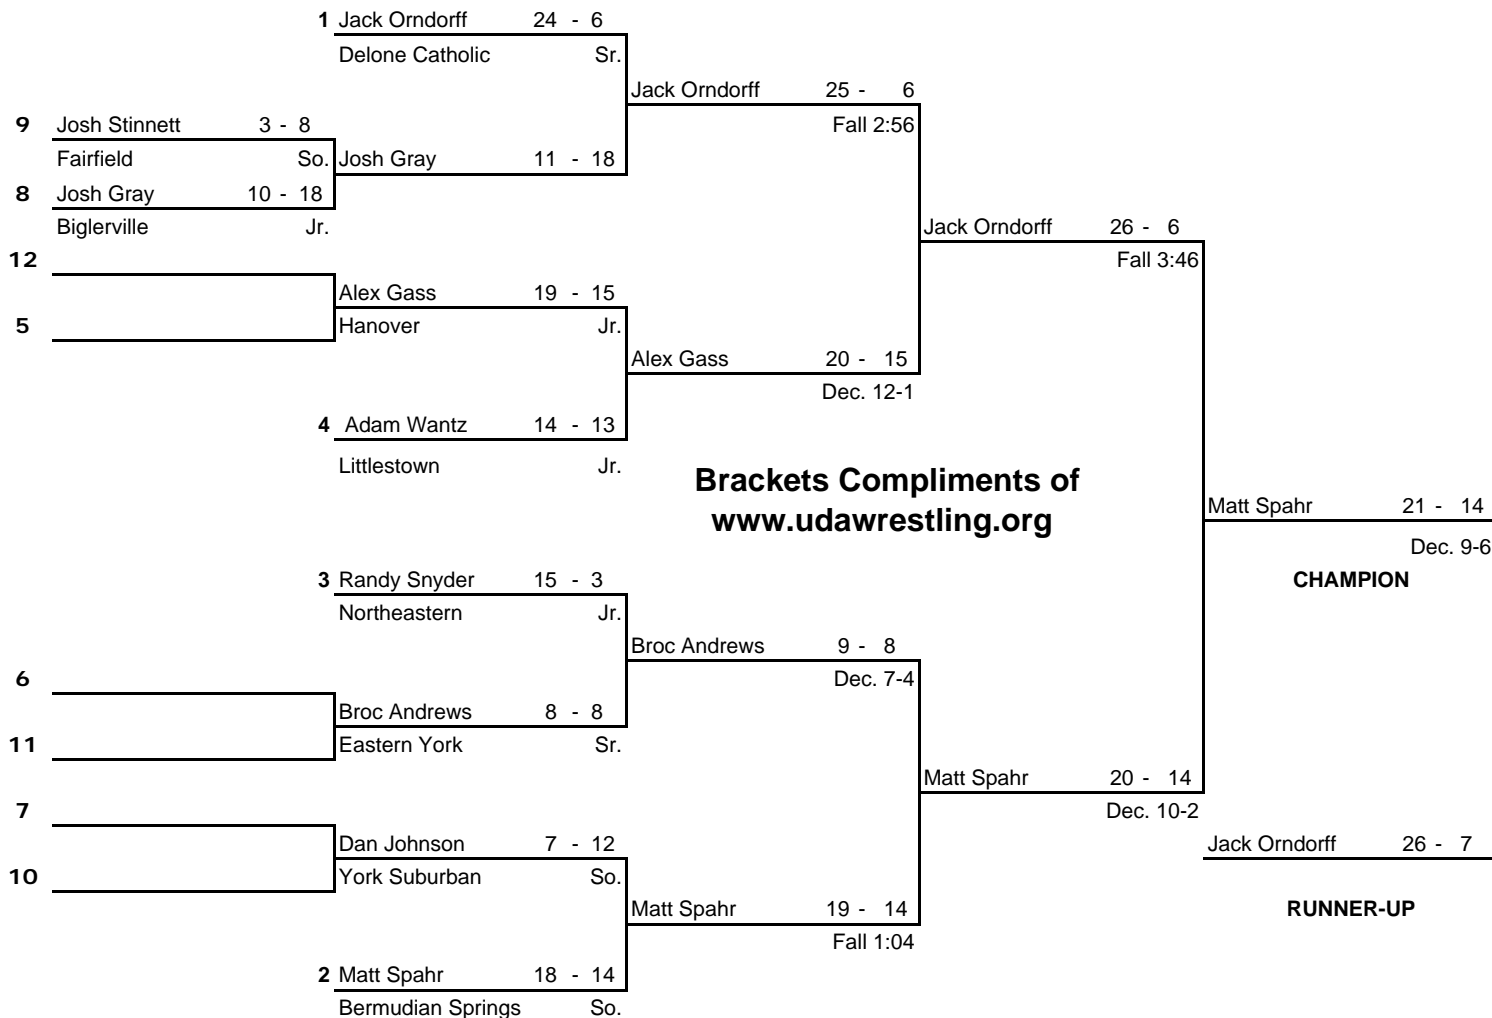 1 Jack Orndorff 24 - 6
Delone Catholic Sr.
Jack Orndorff 25 - 6
9 Josh Stinnett 3 - 8
Fall 2:56
Fairfield So.
Josh Gray 11 - 18
8 Josh Gray 10 - 18
Biglerville Jr.
Jack Orndorff 26 - 6
12
Fall 3:46
Alex Gass 19 - 15
5
Hanover Jr.
Alex Gass 20 - 15
Dec. 12-1
4 Adam Wantz 14 - 13
Littlestown Jr.
Brackets Compliments of
www.udawrestling.org
Matt Spahr 21 - 14
Dec. 9-6
CHAMPION
3 Randy Snyder 15 - 3
Northeastern Jr.
Broc Andrews 9 - 8
6
Dec. 7-4
Broc Andrews 8 - 8
11
Eastern York Sr.
Matt Spahr 20 - 14
7
Dec. 10-2
Dan Johnson 7 - 12
Jack Orndorff 26 - 7
10
York Suburban So.
Matt Spahr 19 - 14
RUNNER-UP
Fall 1:04
2 Matt Spahr 18 - 14
Bermudian Springs So.